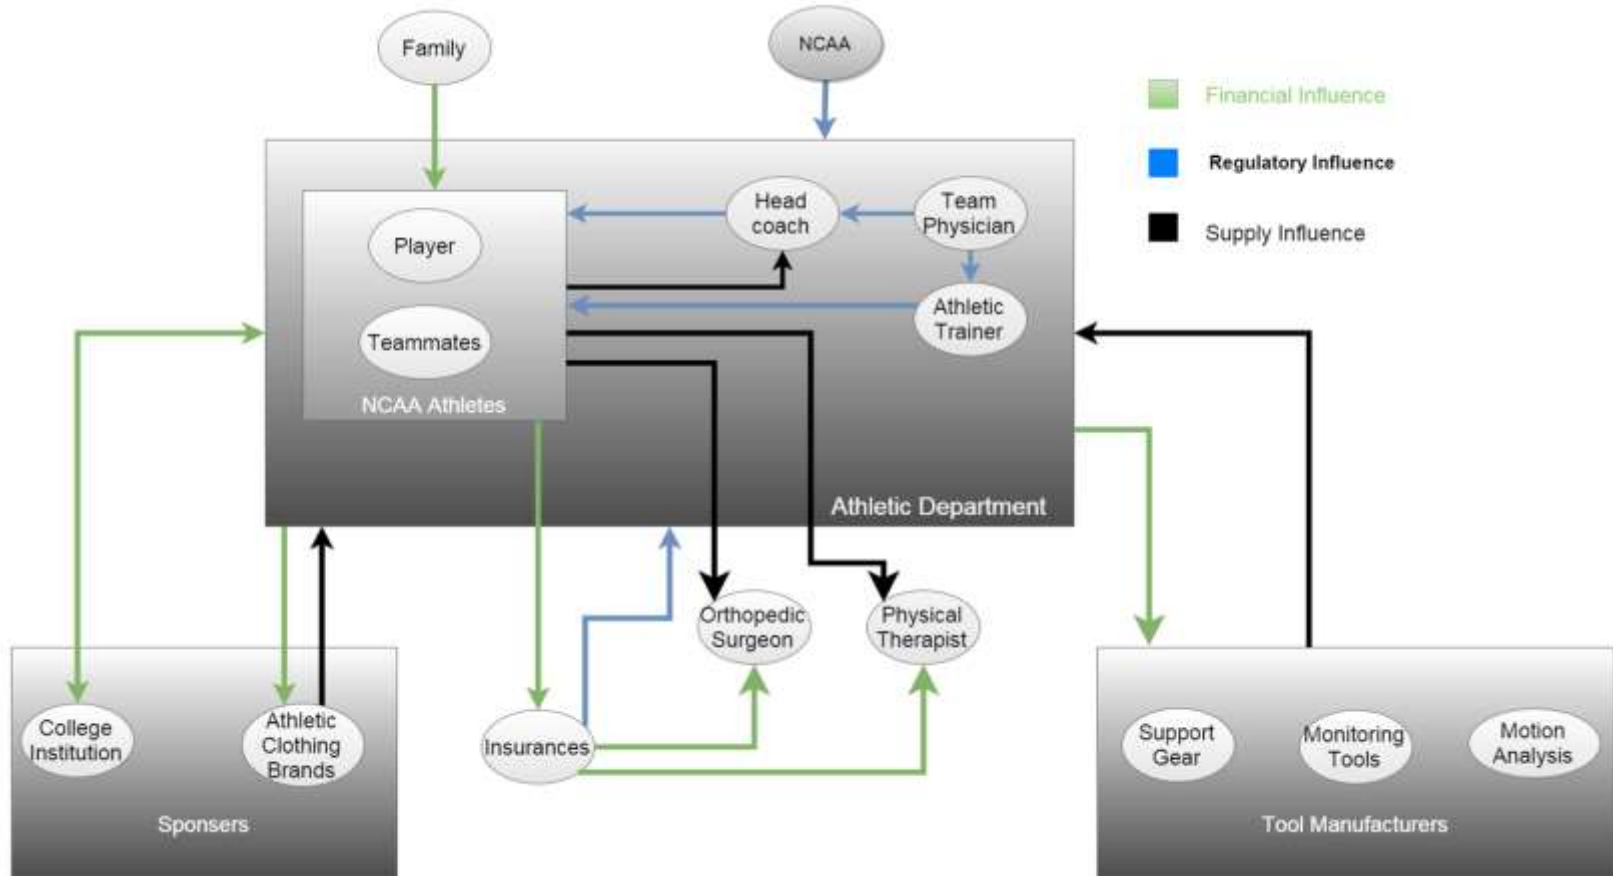 Family
NCAA
Financial Influence
Regulatory Influence
Supply Influence
Head
coach
Team
Physician
Player
Athletic
Trainer
Teammates
NCAA Athletes
Athletic Department
Orthopedic
Surgeon
Physical
Therapist
College
Institution
Athletic
Clothing
Brands
Insurances
Support
Gear
Monitoring
Tools
Motion
Analysis
Sponsers
Tool Manufacturers